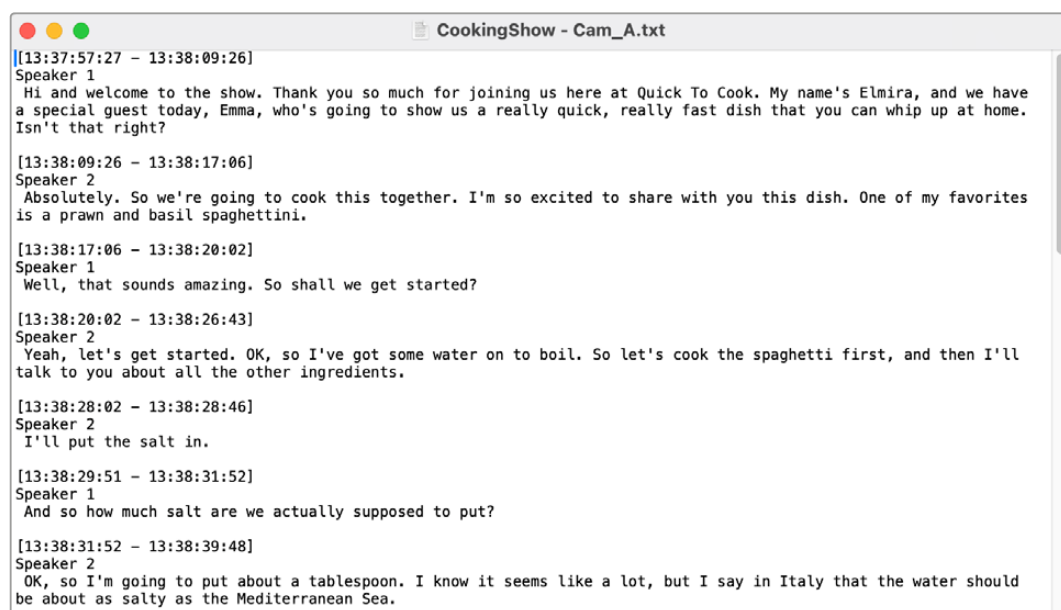 CookingShow - Cam_A.txt
[13:37:57:27 – 13:38:09:26]
Speaker 1
Hi and welcome to the show. Thank you so much for joining us here at Quick To Cook. My name's Elmira, and we have
a special guest today, Emma, who's going to show us a really quick, really fast dish that you can whip up at home.
Isn't that right?
[13:38:09:26 – 13:38:17:06]
Speaker 2
Absolutely. So we're going to cook this together. I'm so excited to share with you this dish. One of my favorites
is a prawn and basil spaghettini.
[13:38:17:06 – 13:38:20:02]
Speaker 1
Well, that sounds amazing. So shall we get started?
[13:38:20:02 – 13:38:26:43]
Speaker 2
Yeah, let's get started. OK, so I've got some water on to boil. So let's cook the spaghetti first, and then I'll
talk to you about all the other ingredients.
[13:38:28:02 – 13:38:28:46]
Speaker 2
I'll put the salt in.
[13:38:29:51 – 13:38:31:52]
Speaker 1
And so how much salt are we actually supposed to put?
[13:38:31:52 – 13:38:39:48]
Speaker 2
OK, so I'm going to put about a tablespoon. I know it seems like a lot, but I say in Italy that the water should
be about as salty as the Mediterranean Sea.